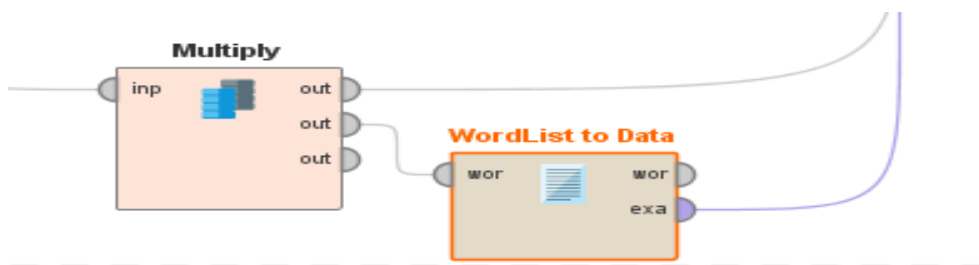 Multiply
inp
out
out
out
WordList to Data
wor
wor
exa